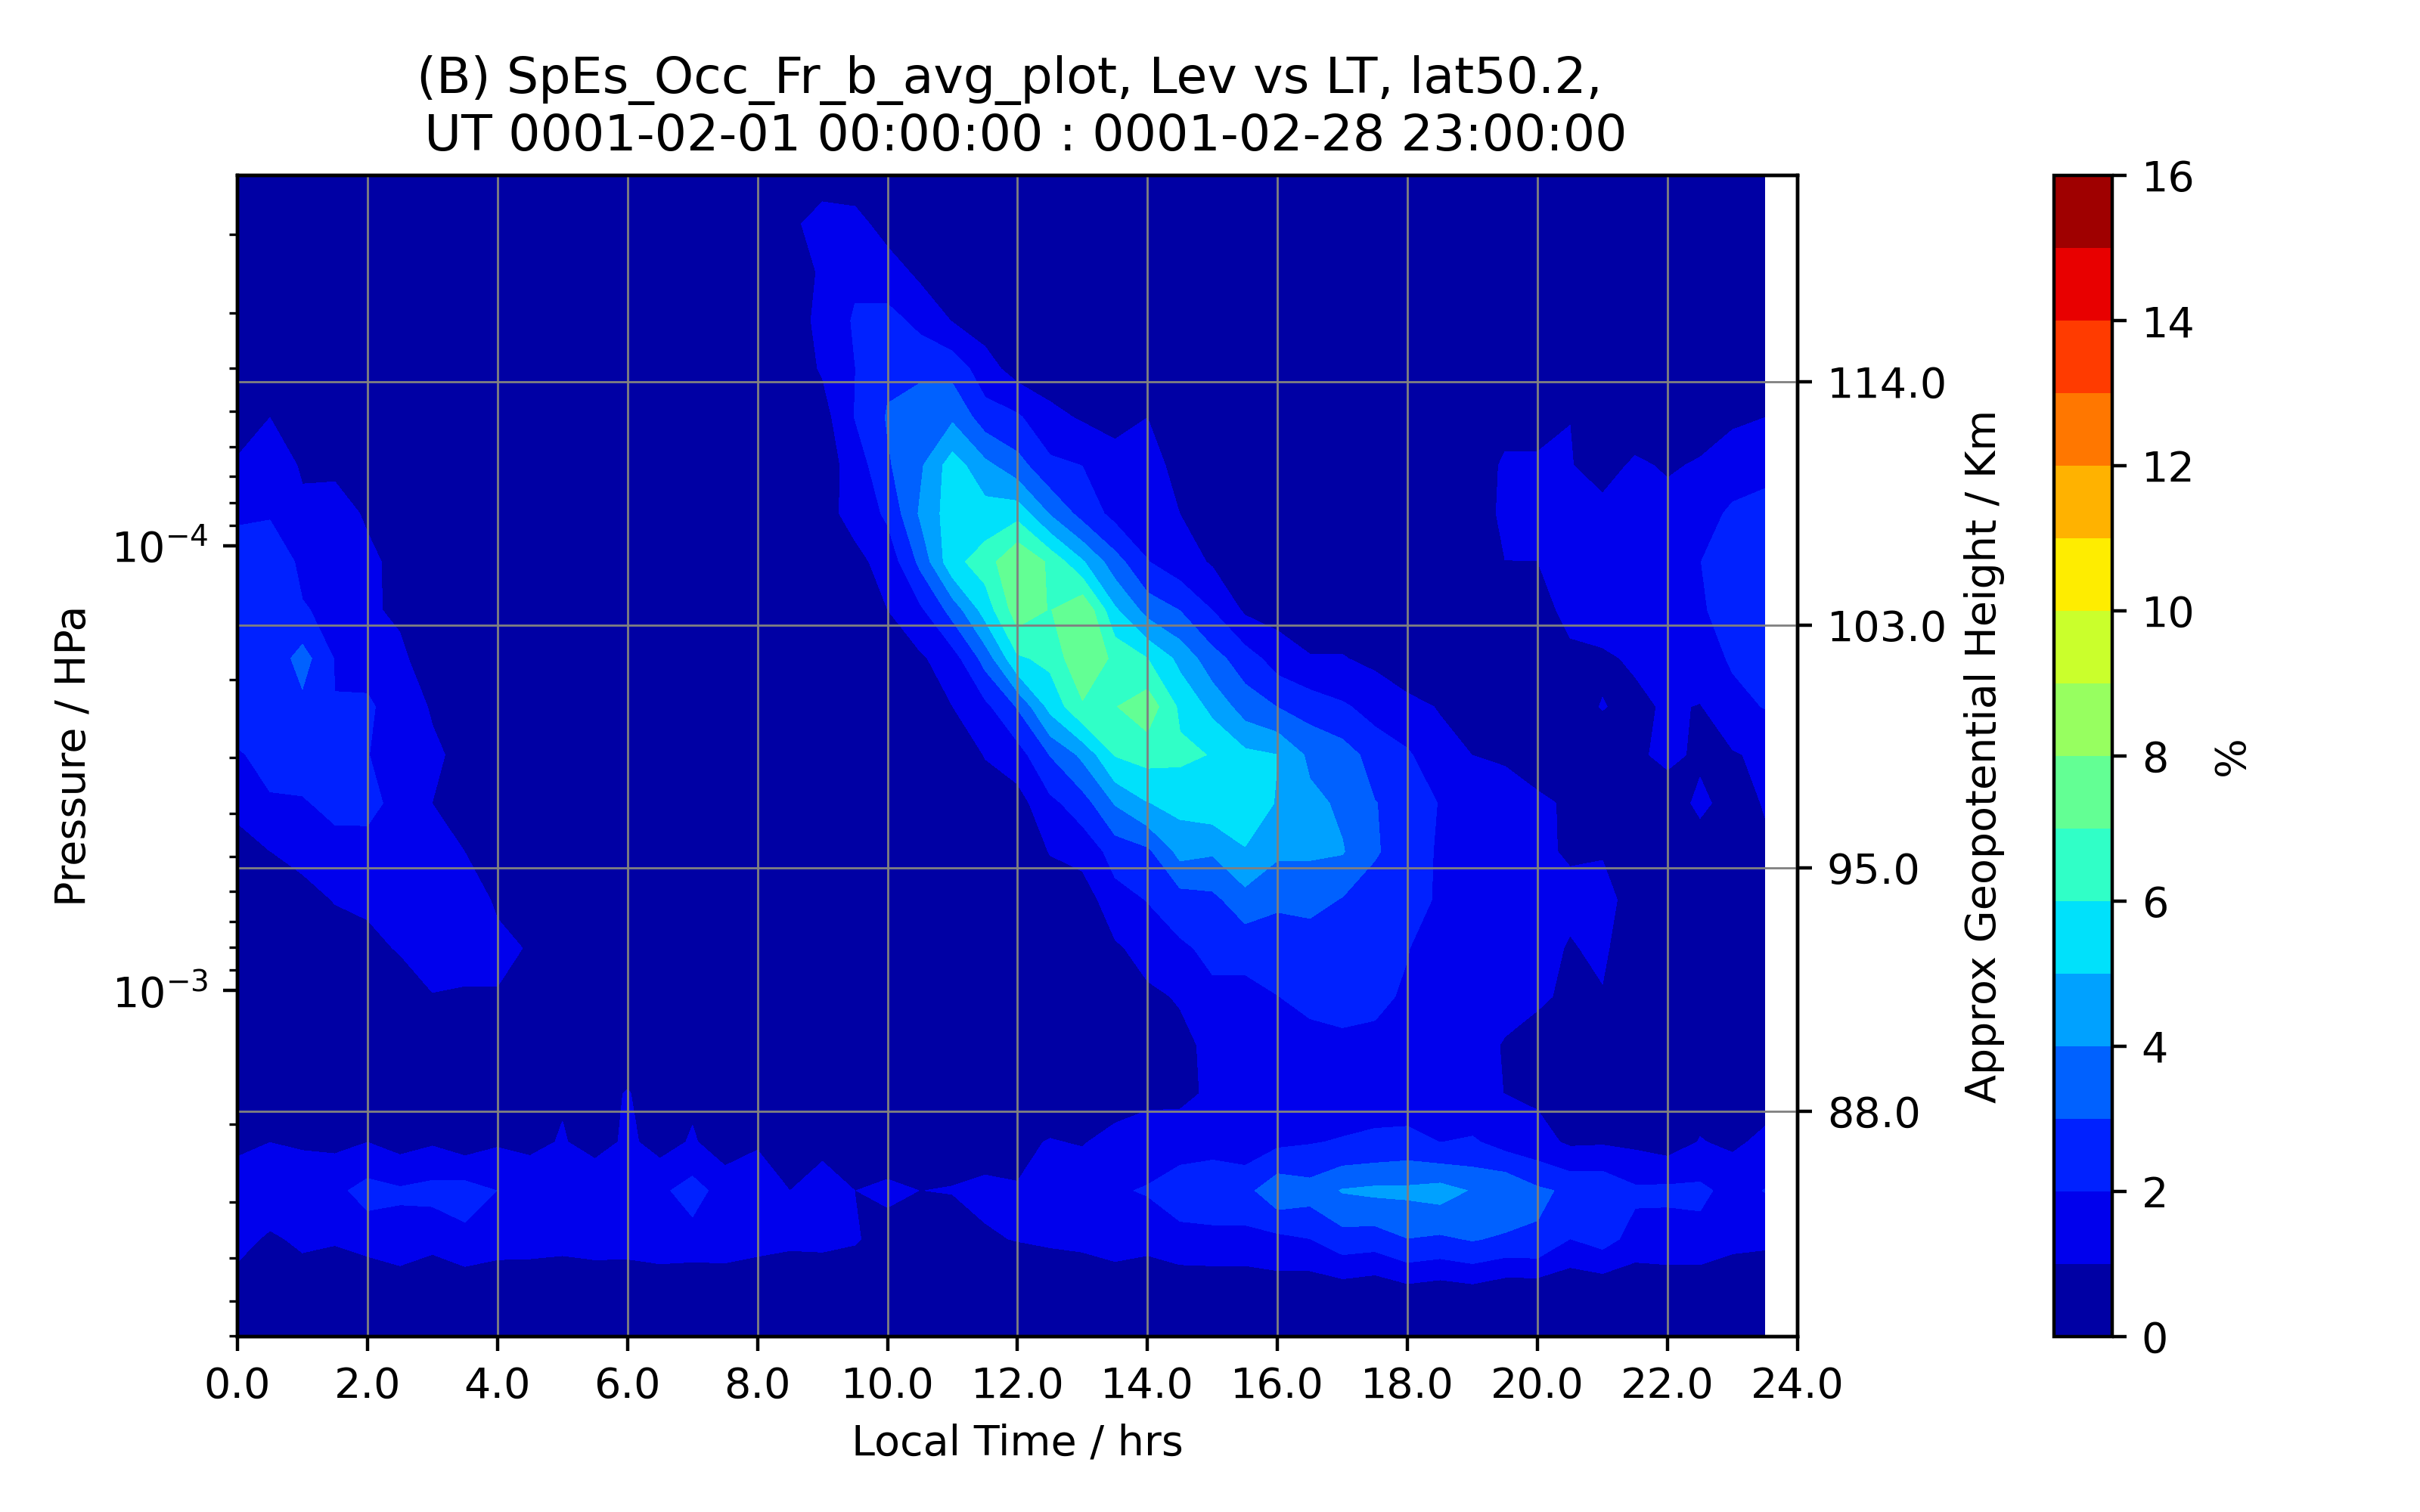 (B) SpEs_Occ_Fr_b_avg_plot, Lev vs LT, lat50.2,
UT 0001-02-01 00:00:00 : 0001-02-28 23:00:00
Pressure / HPa
10⁻⁴
10⁻³
0.0 2.0 4.0 6.0 8.0 10.0 12.0 14.0 16.0 18.0 20.0 22.0 24.0
Local Time / hrs
114.0
103.0
95.0
88.0
Approx Geopotential Height / Km
16
14
12
10
8
6
4
2
0
%